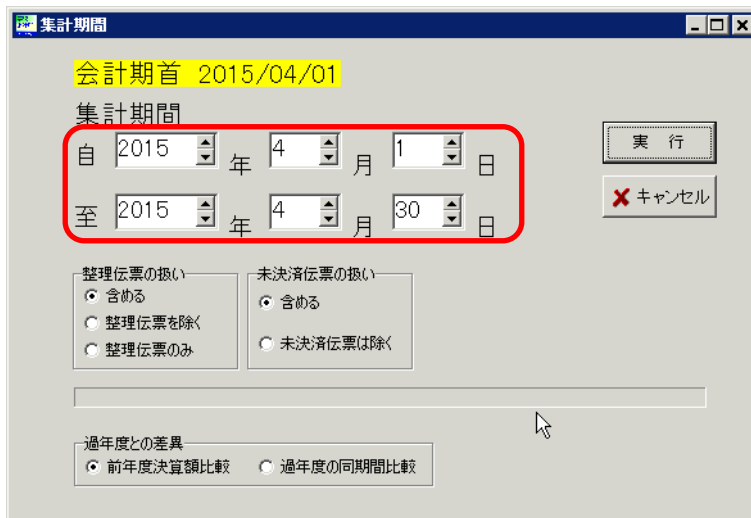 集計期間
会計期首 2015/04/01
集計期間
自 2015 年 4 月 1 日
至 2015 年 4 月 30 日
実 行
キャンセル
整理伝票の扱い
含める
整理伝票を除く
整理伝票のみ
未決済伝票の扱い
含める
未決済伝票は除く
過年度との差異
前年度決算額比較
過年度の同期間比較